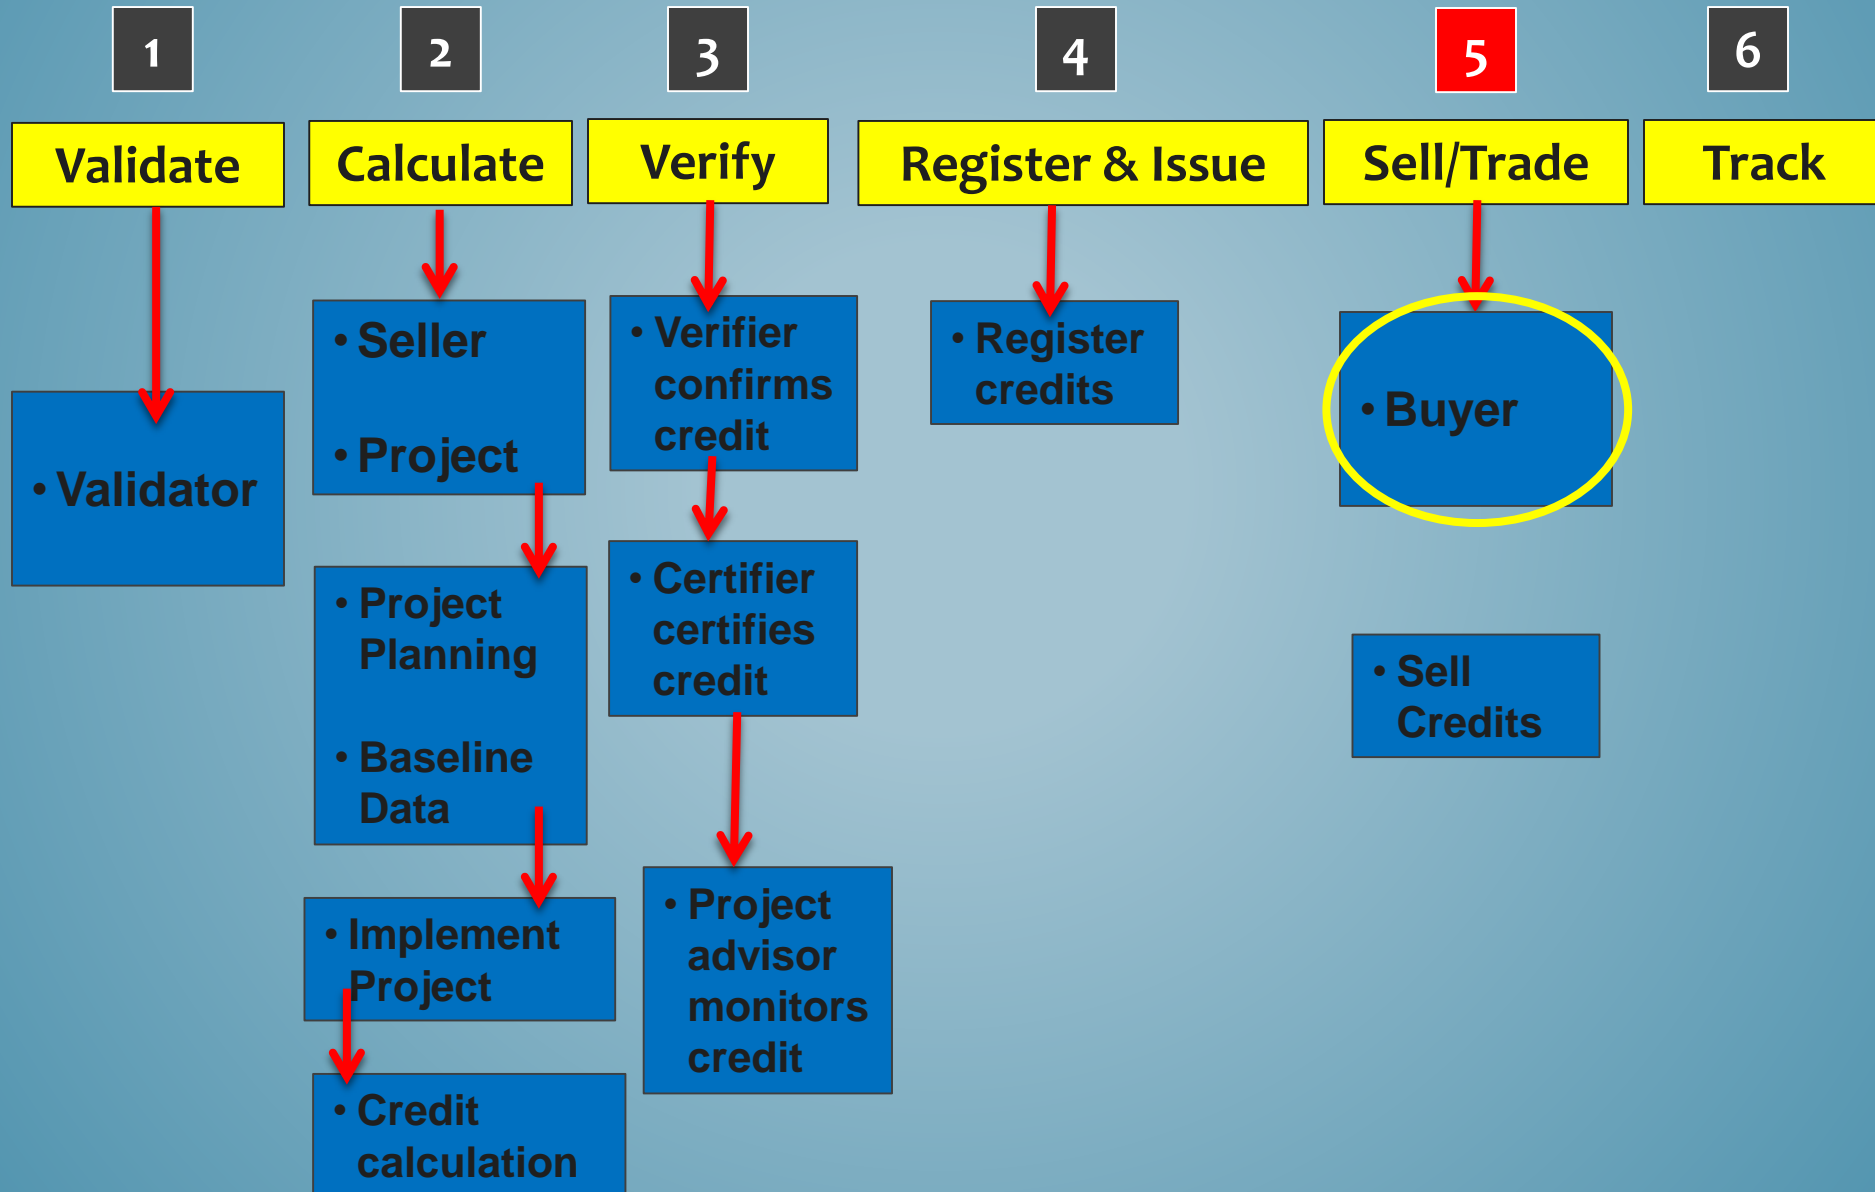 1
2
3
4
5
6
Validate
Calculate
Verify
Register & Issue
Sell/Trade
Track
• Validator
• Seller
• Project
• Project
Planning
• Baseline
Data
• Implement
Project
• Credit
calculation
• Verifier
confirms
credit
• Certifier
certifies
credit
• Project
advisor
monitors
credit
• Register
credits
• Buyer
• Sell
Credits